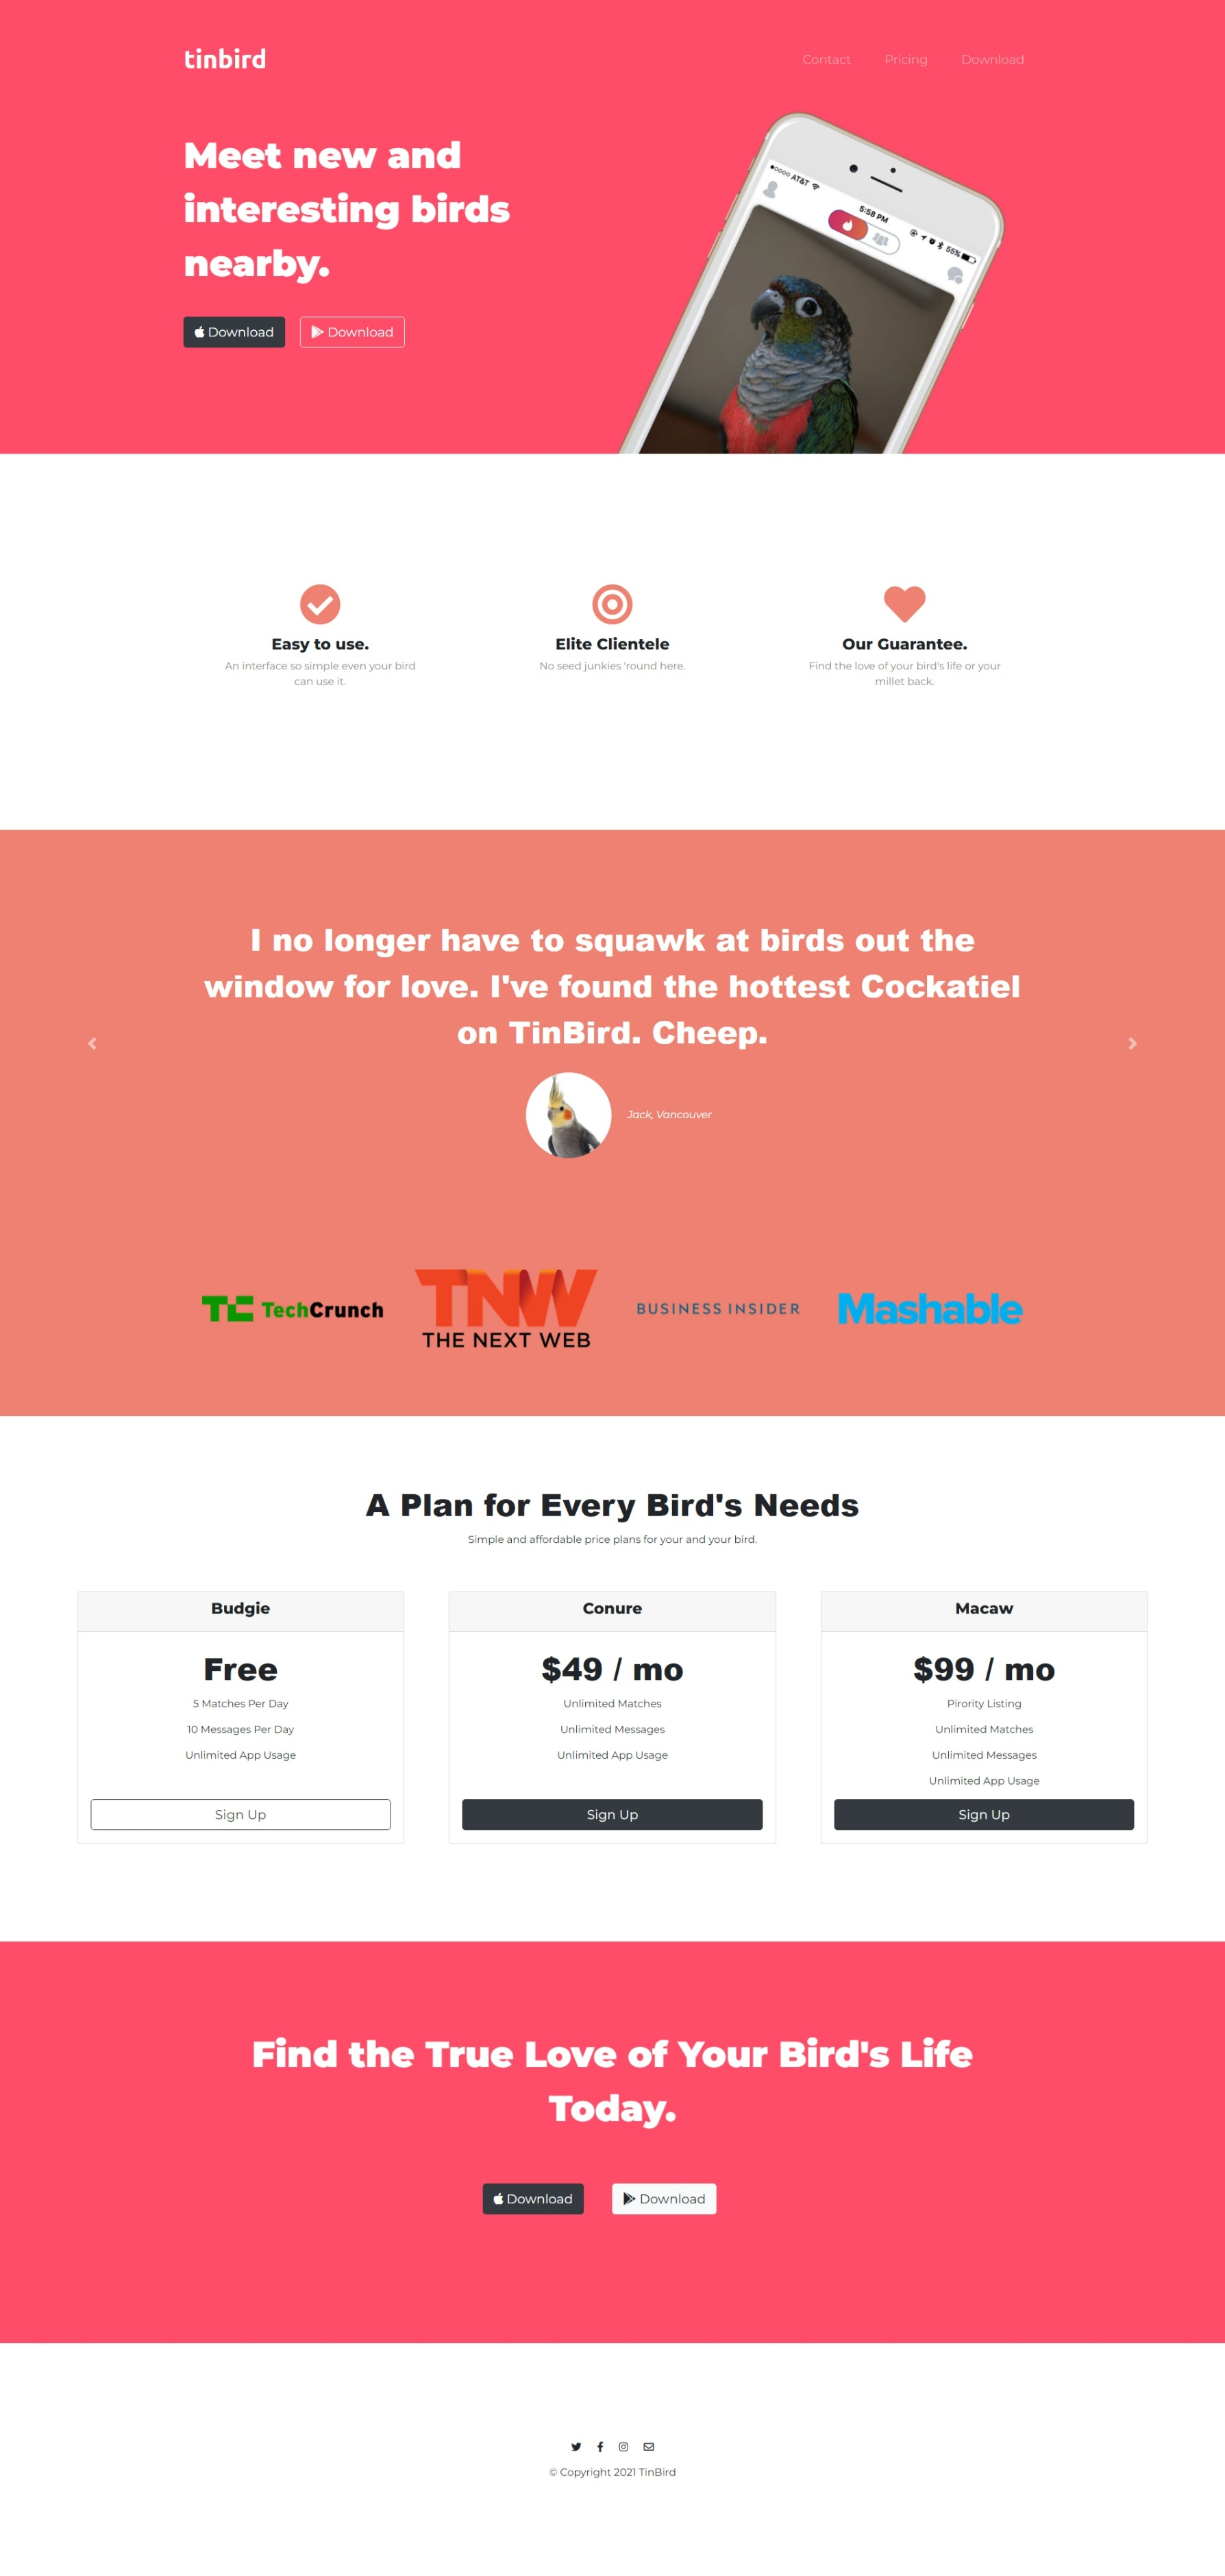 tinbird
Contact Pricing Download
Meet new and
interesting birds
nearby.
Download Download
●○○○○ AT&T
5:58 PM
55%
Easy to use.
An interface so simple even your bird
can use it.
Elite Clientele
No seed junkies 'round here.
Our Guarantee.
Find the love of your bird's life or your
millet back.
I no longer have to squawk at birds out the
window for love. I've found the hottest Cockatiel
on TinBird. Cheep.
Jack, Vancouver
TC TechCrunch
TNW
THE NEXT WEB
BUSINESS INSIDER
Mashable
A Plan for Every Bird's Needs
Simple and affordable price plans for your and your bird.
Budgie
Free
5 Matches Per Day
10 Messages Per Day
Unlimited App Usage
Sign Up
Conure
$49 / mo
Unlimited Matches
Unlimited Messages
Unlimited App Usage
Sign Up
Macaw
$99 / mo
Pirority Listing
Unlimited Matches
Unlimited Messages
Unlimited App Usage
Sign Up
Find the True Love of Your Bird's Life
Today.
Download Download
© Copyright 2021 TinBird